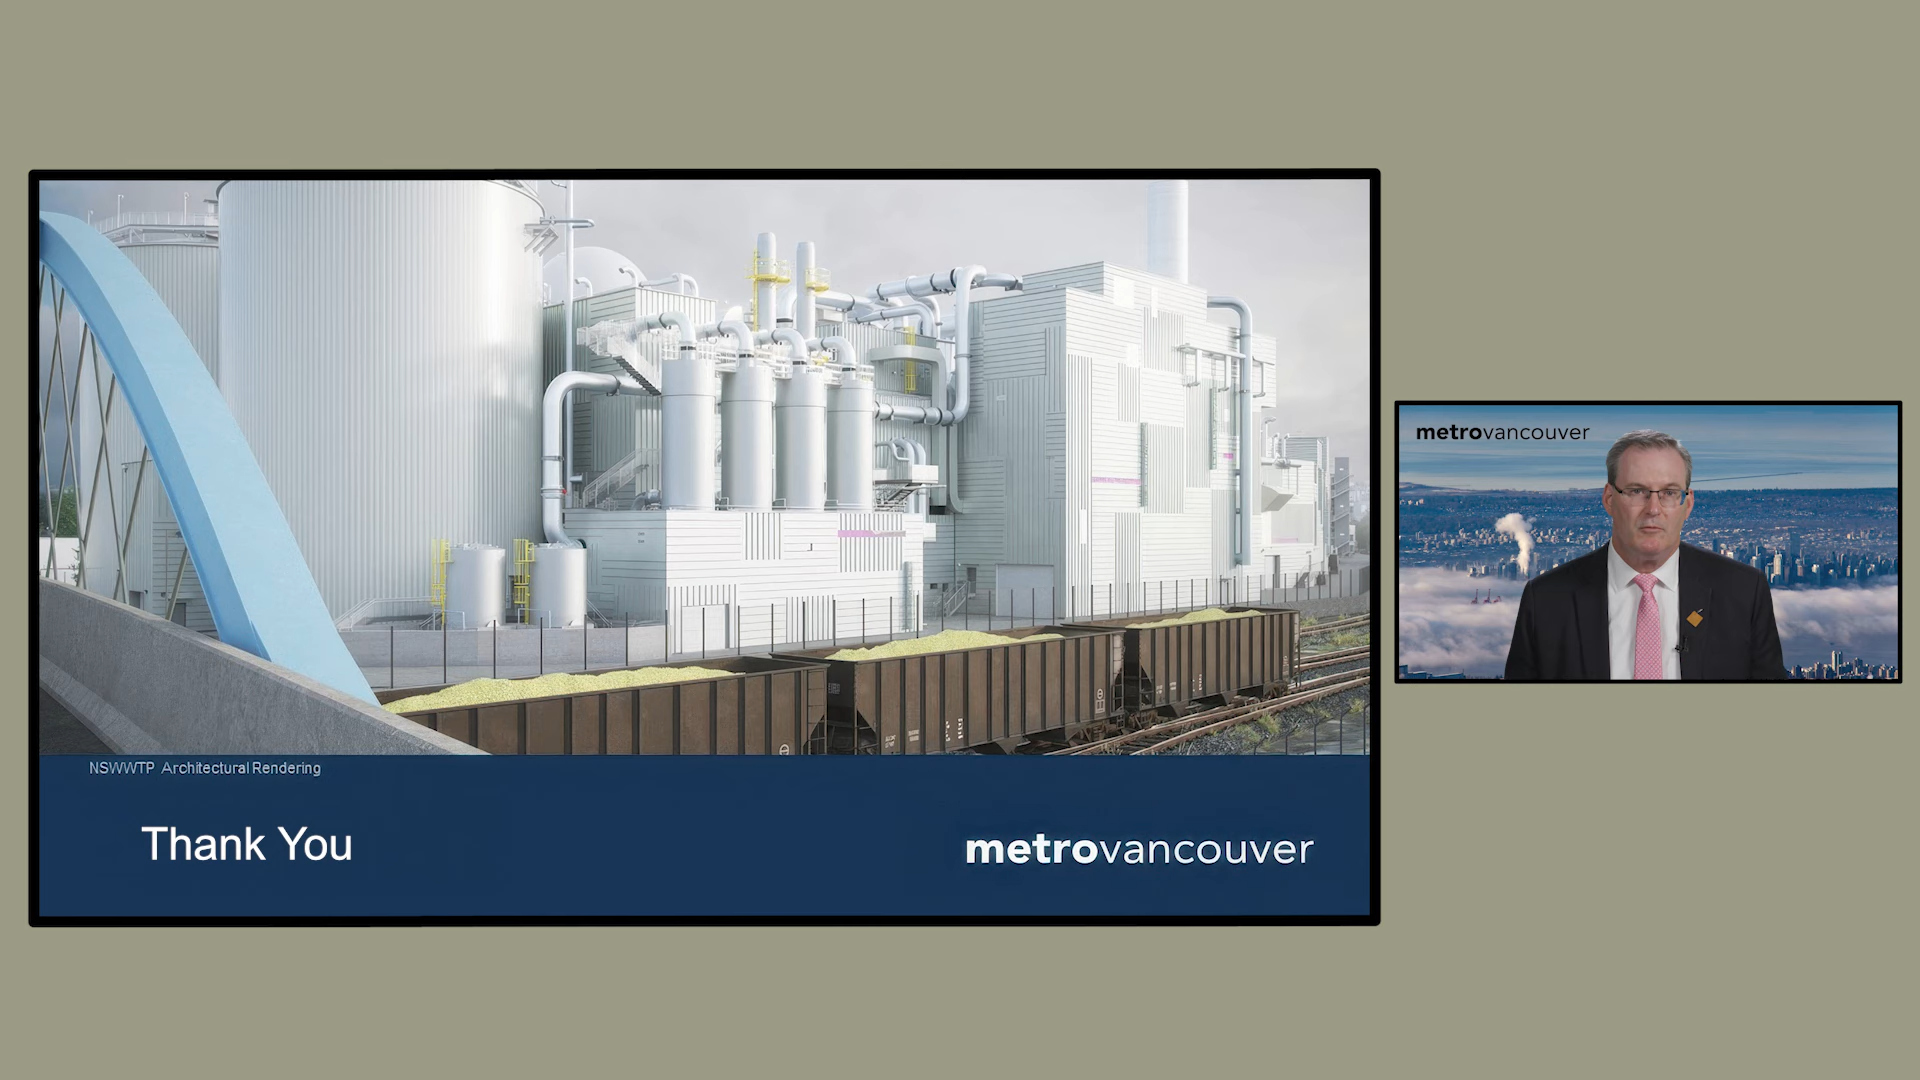 NSWWTP Architectural Rendering
Thank You
metrovancouver
metrovancouver